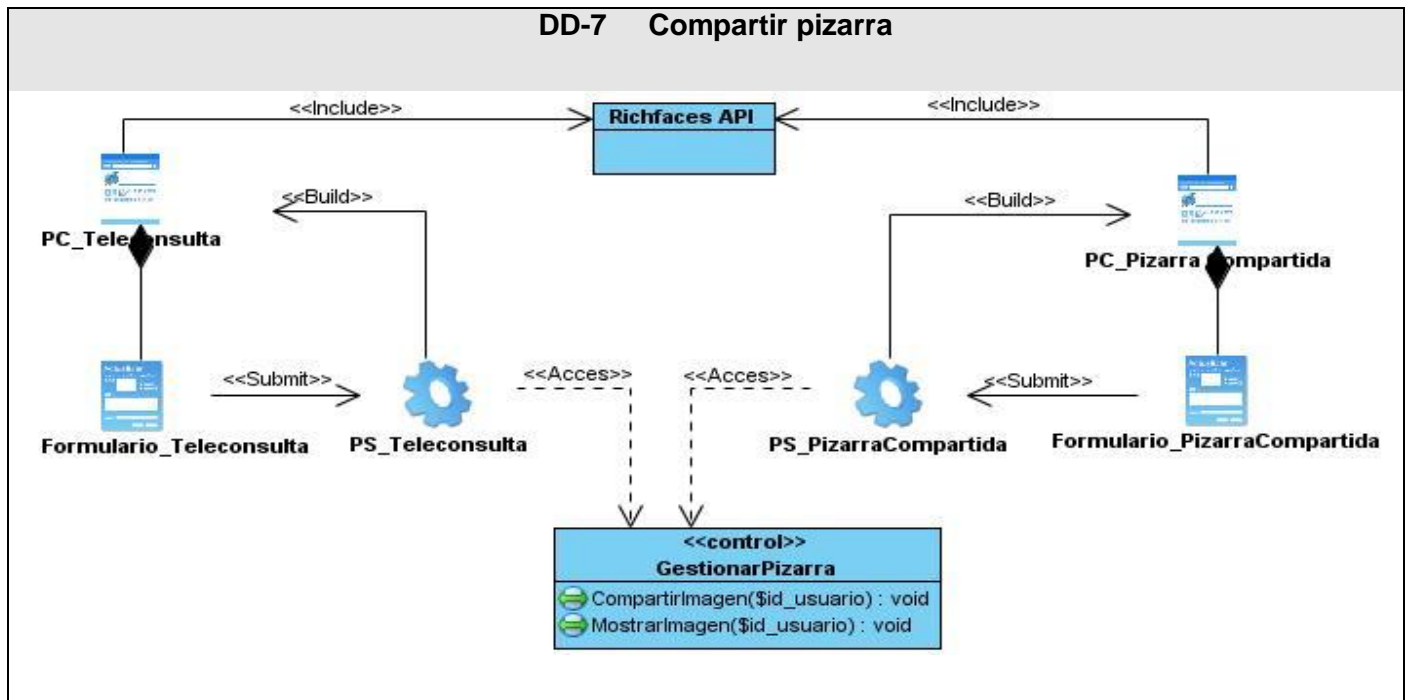 DD-7 Compartir pizarra
<<Include>>
<<Include>>
Richfaces API
<<Build>>
<<Build>>
PC_Teleconsulta
PC_Pizarra Compartida
<<Submit>>
<<Acces>>
<<Acces>>
<<Submit>>
Formulario_Teleconsulta
PS_Teleconsulta
PS_PizarraCompartida
Formulario_PizarraCompartida
<<control>>
GestionarPizarra
CompartirImagen($id_usuario) : void
MostrarImagen($id_usuario) : void